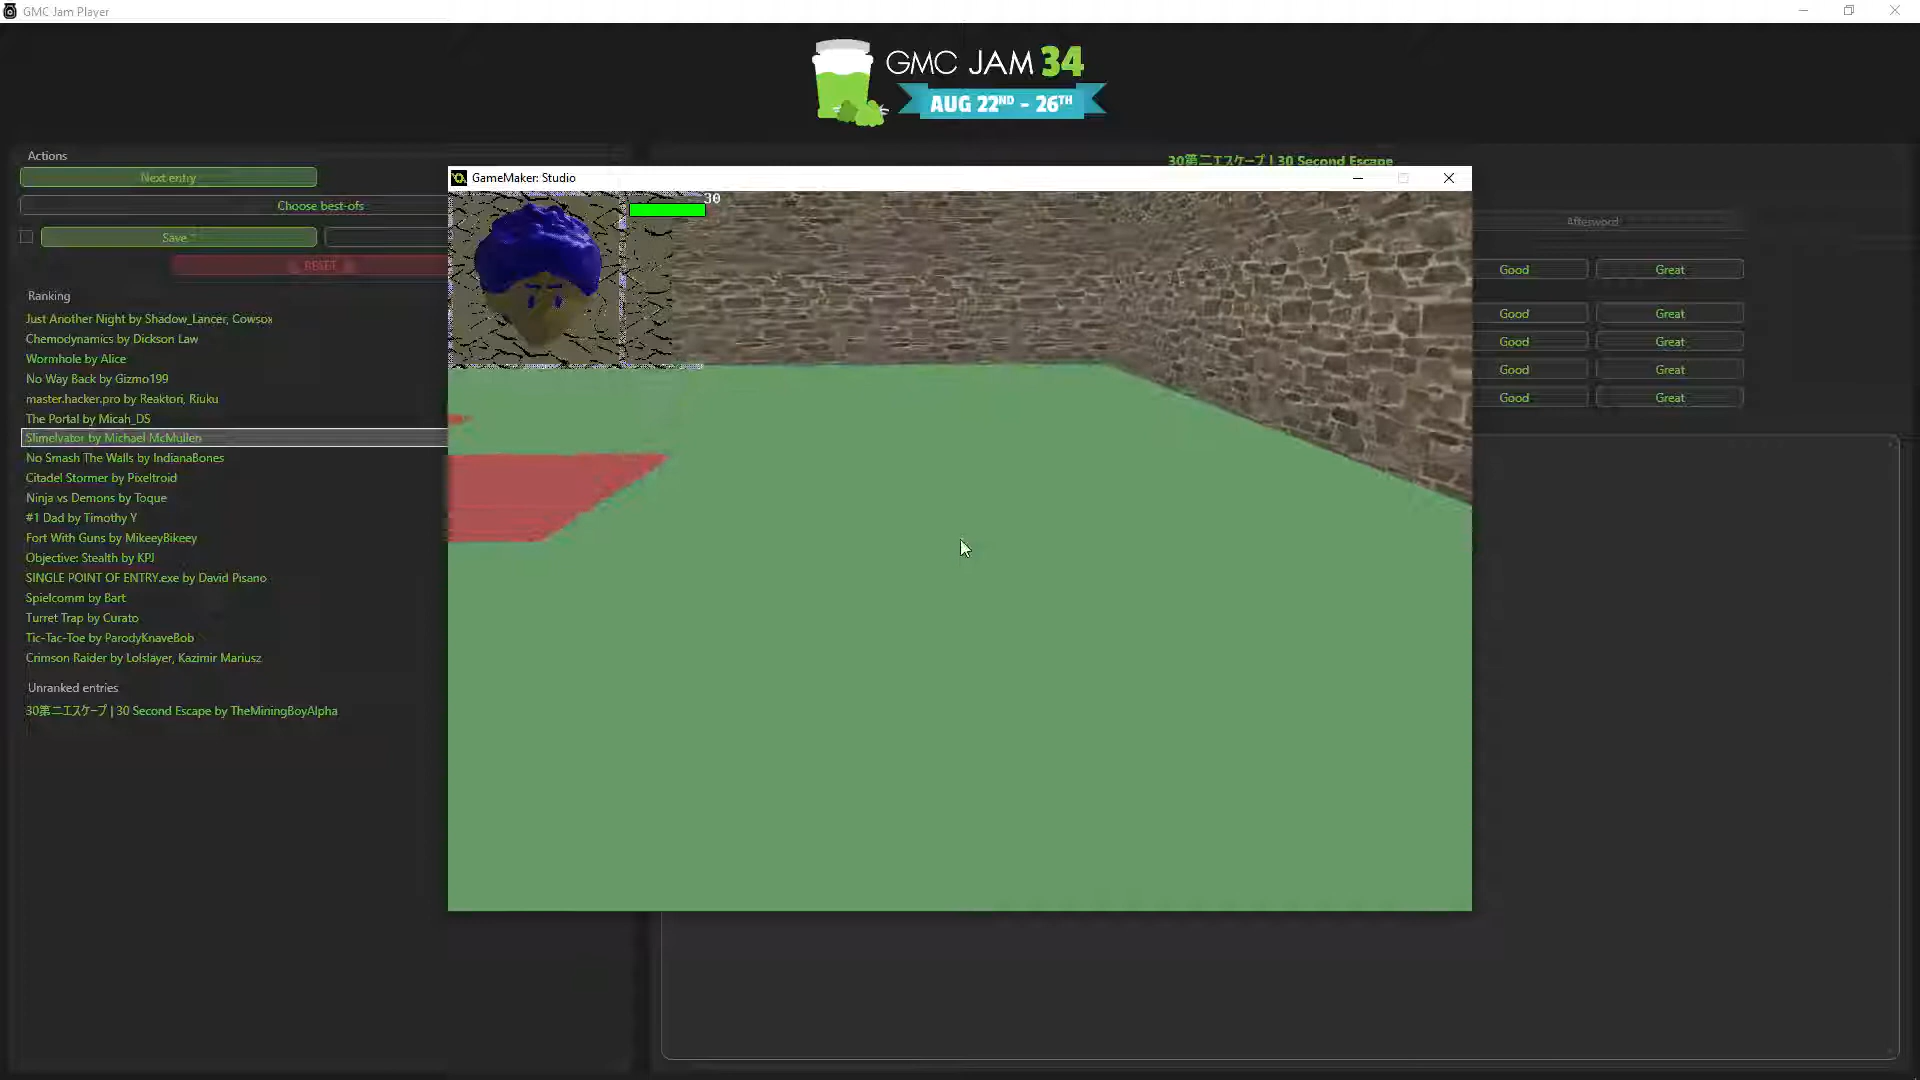 GMC Jam Player
GMC JAM 34
AUG 22ND - 26TH
Actions
Next entry
Choose best-ofs
Save
RESET
Ranking
Just Another Night by Shadow_Lancer, Cowsox
Chemodynamics by Dickson Law
Wormhole by Alice
No Way Back by Gizmo199
master.hacker.pro by Reaktori, Riuku
The Portal by Micah_DS
Slimelvator by Michael McMullen
No Smash The Walls by IndianaBones
Citadel Stormer by Pixeltroid
Ninja vs Demons by Toque
#1 Dad by Timothy Y
Fort With Guns by MikeeyBikeey
Objective: Stealth by KPJ
SINGLE POINT OF ENTRY.exe by David Pisano
Spielcomm by Bart
Turret Trap by Curato
Tic-Tac-Toe by ParodyKnaveBob
Crimson Raider by Lolslayer, Kazimir Mariusz
Unranked entries
30第二エスケープ | 30 Second Escape by TheMiningBoyAlpha
30第二エスケープ | 30 Second Escape
GameMaker: Studio
30
Afterword
Good Great
Good Great
Good Great
Good Great
Good Great